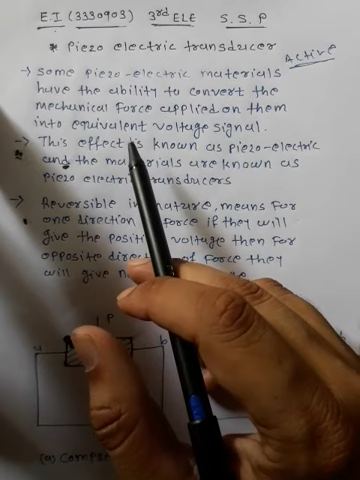 E.I (3330903) 3rd ELE S.S.P
* Piezo electric transducer
Active
→ Some piezo-electric materials
have the ability to convert the
mechanical force applied on them
into equivalent voltage signal.
→ This effect is known as piezo-electric
and the materials are known as
piezo electric transducers
→ Reversible in nature, means for
one direction of force if they will
give the positive voltage then for
opposite direction of force they
will give
P
a b
(a)